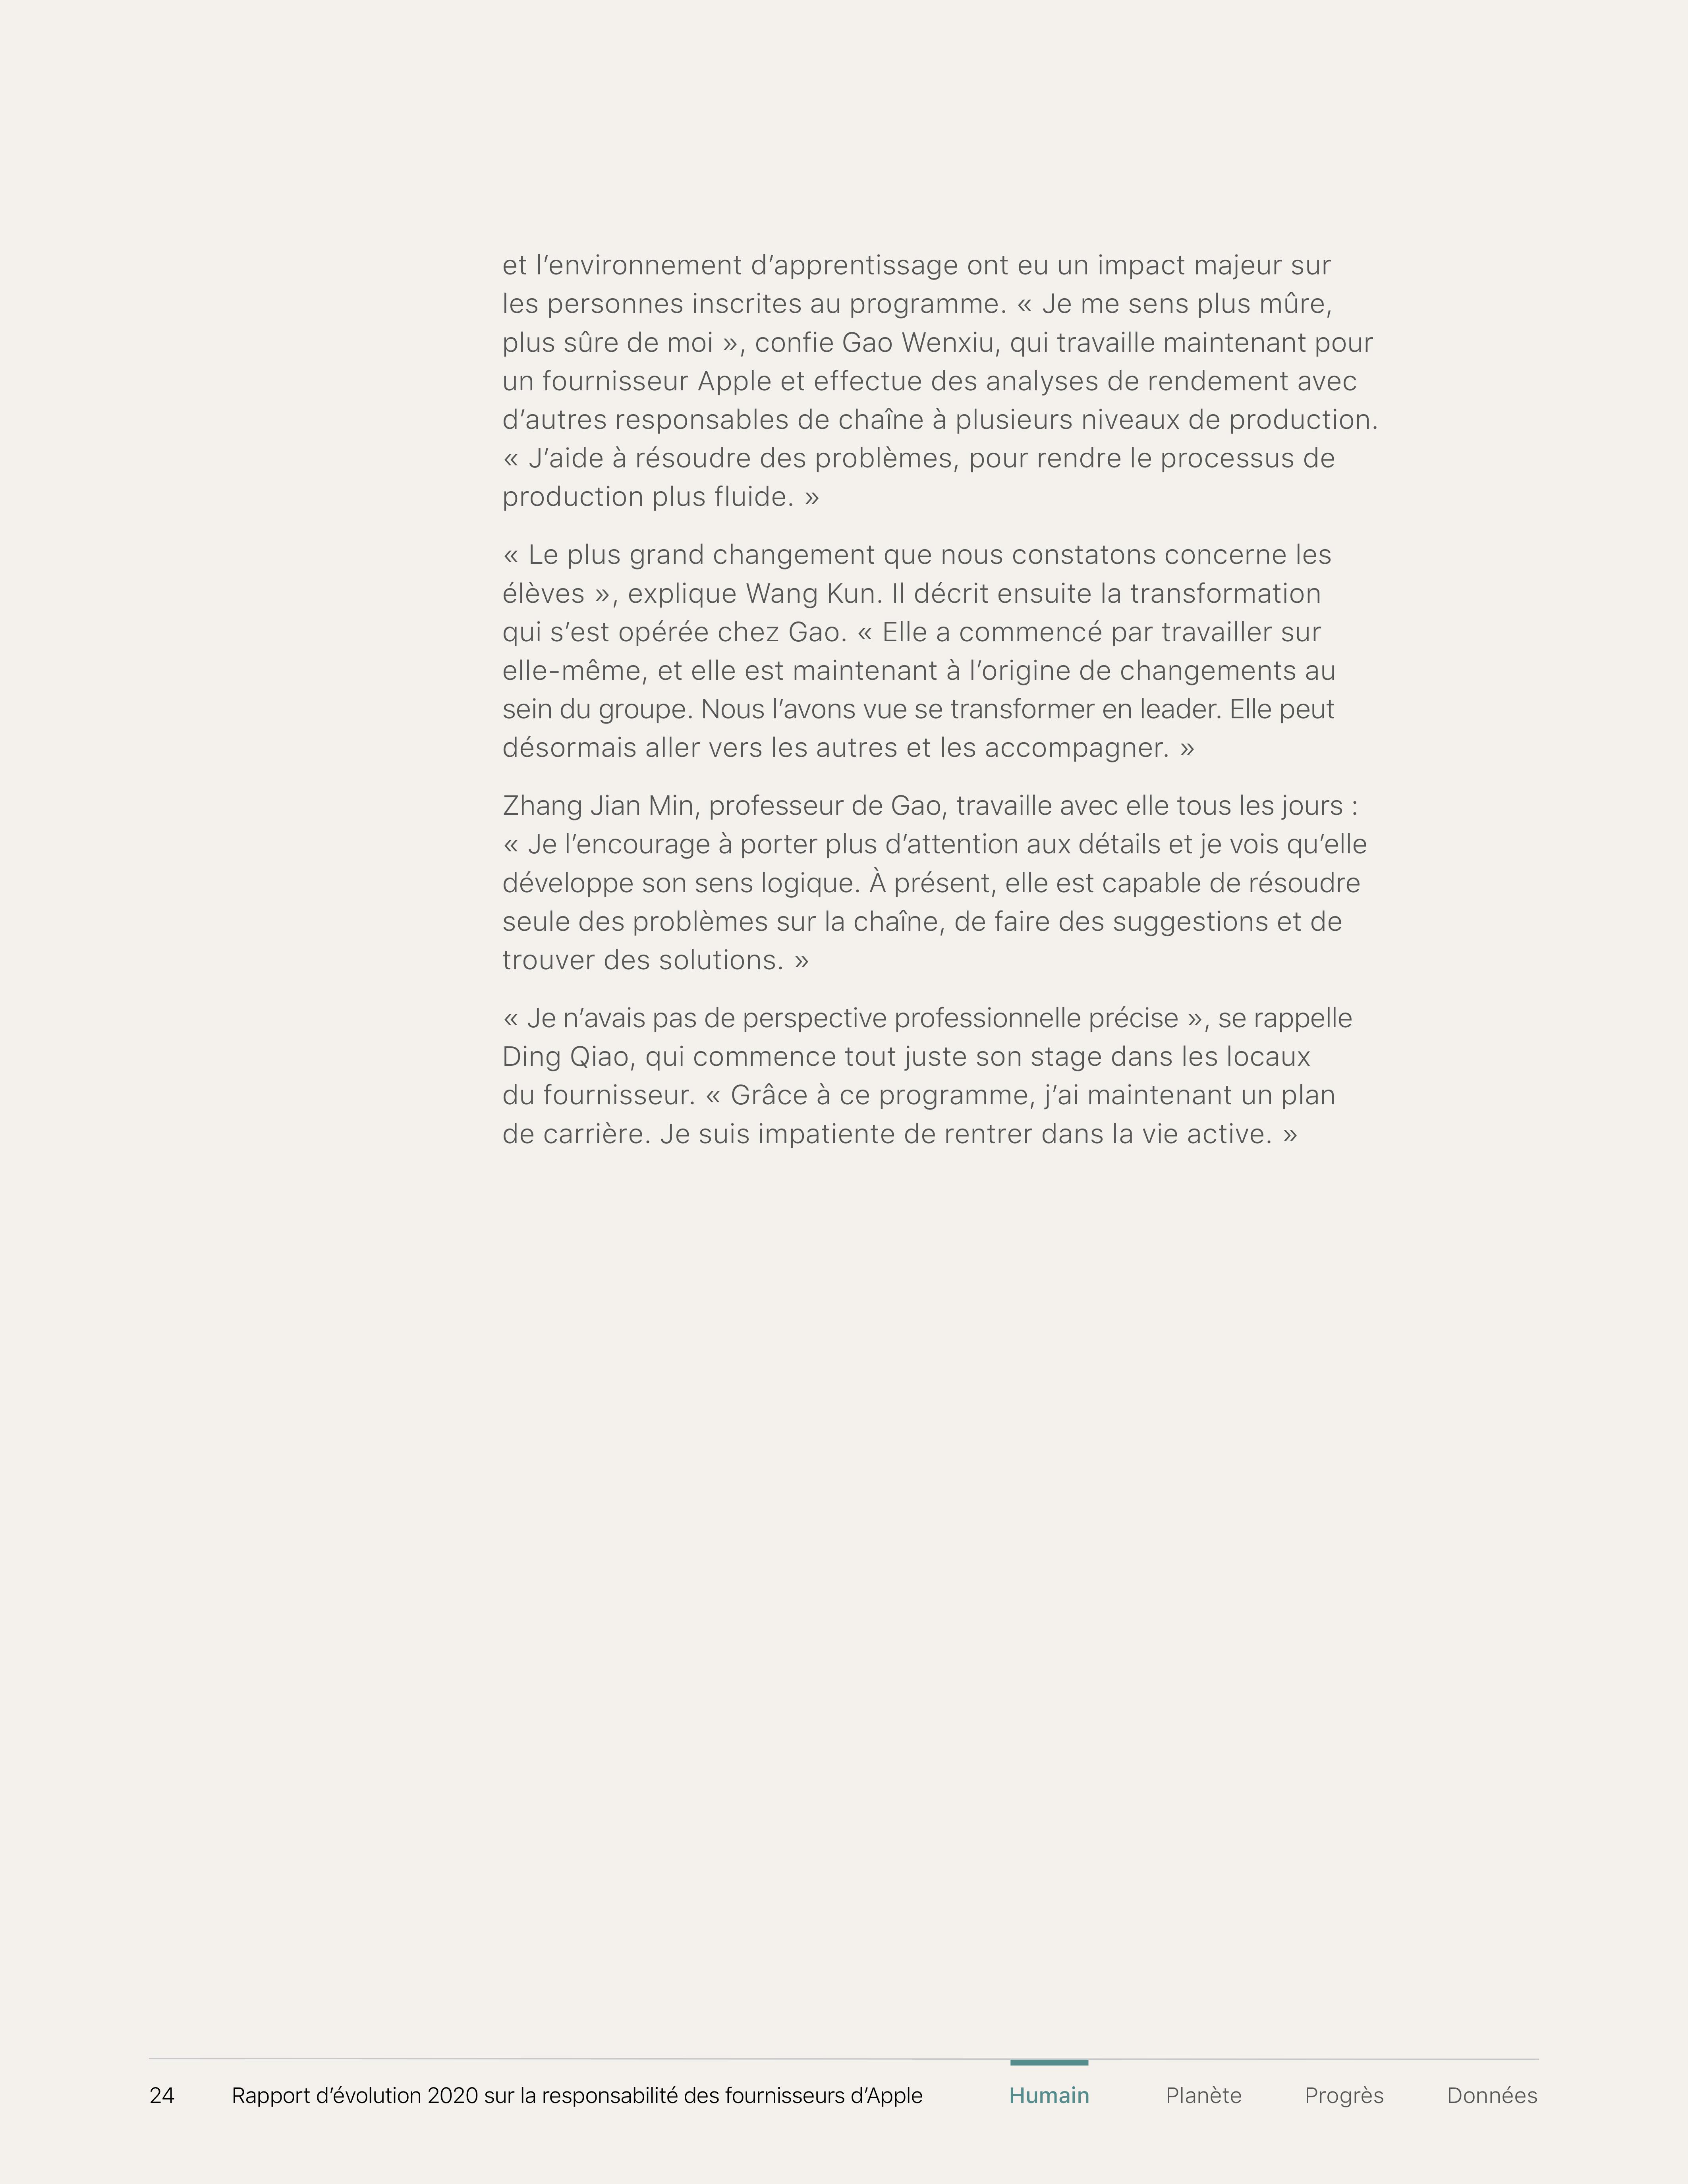 et l’environnement d’apprentissage ont eu un impact majeur sur
les personnes inscrites au programme. « Je me sens plus mûre,
plus sûre de moi », confie Gao Wenxiu, qui travaille maintenant pour
un fournisseur Apple et effectue des analyses de rendement avec
d’autres responsables de chaîne à plusieurs niveaux de production.
« J’aide à résoudre des problèmes, pour rendre le processus de
production plus fluide. »
« Le plus grand changement que nous constatons concerne les
élèves », explique Wang Kun. Il décrit ensuite la transformation
qui s’est opérée chez Gao. « Elle a commencé par travailler sur
elle-même, et elle est maintenant à l’origine de changements au
sein du groupe. Nous l’avons vue se transformer en leader. Elle peut
désormais aller vers les autres et les accompagner. »
Zhang Jian Min, professeur de Gao, travaille avec elle tous les jours :
« Je l’encourage à porter plus d’attention aux détails et je vois qu’elle
développe son sens logique. À présent, elle est capable de résoudre
seule des problèmes sur la chaîne, de faire des suggestions et de
trouver des solutions. »
« Je n’avais pas de perspective professionnelle précise », se rappelle
Ding Qiao, qui commence tout juste son stage dans les locaux
du fournisseur. « Grâce à ce programme, j’ai maintenant un plan
de carrière. Je suis impatiente de rentrer dans la vie active. »
24 Rapport d’évolution 2020 sur la responsabilité des fournisseurs d’Apple Humain Planète Progrès Données